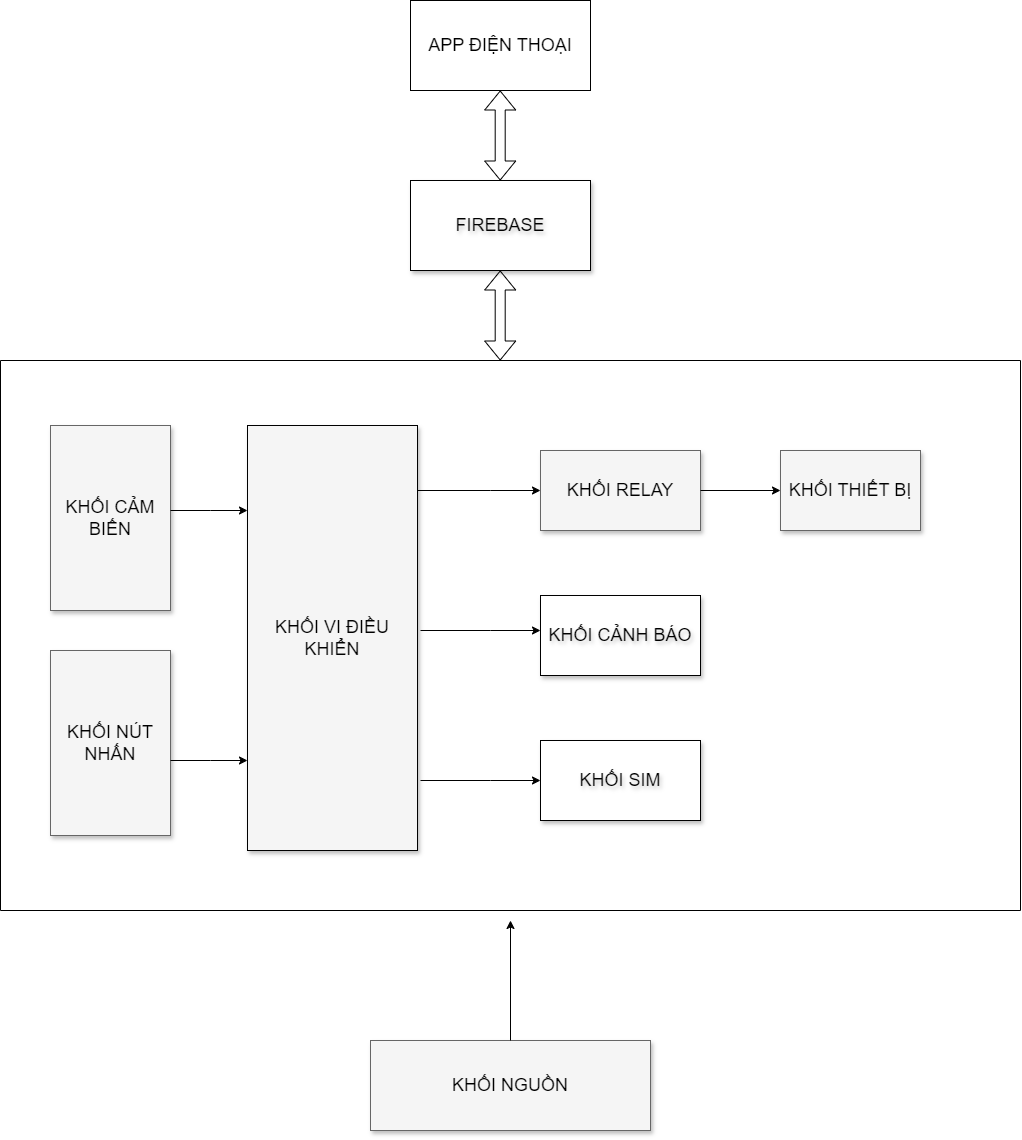 APP ĐIỆN THOẠI
FIREBASE
KHỐI CẢM
BIẾN
KHỐI VI ĐIỀU
KHIỂN
KHỐI RELAY
KHỐI THIẾT BỊ
KHỐI CẢNH BÁO
KHỐI NÚT
NHẤN
KHỐI SIM
KHỐI NGUỒN